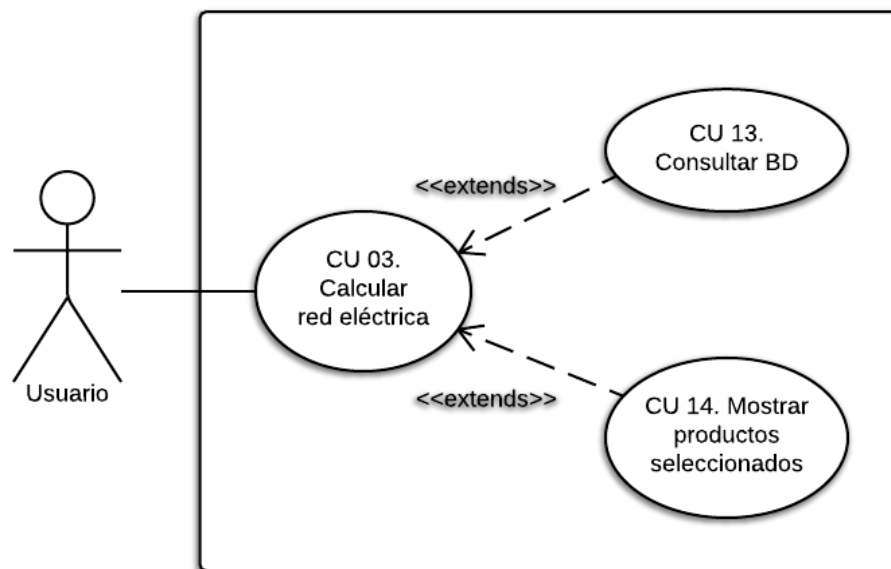 CU 13.
Consultar BD
<<extends>>
CU 03.
Calcular
red eléctrica
Usuario
<<extends>>
CU 14. Mostrar
productos
seleccionados